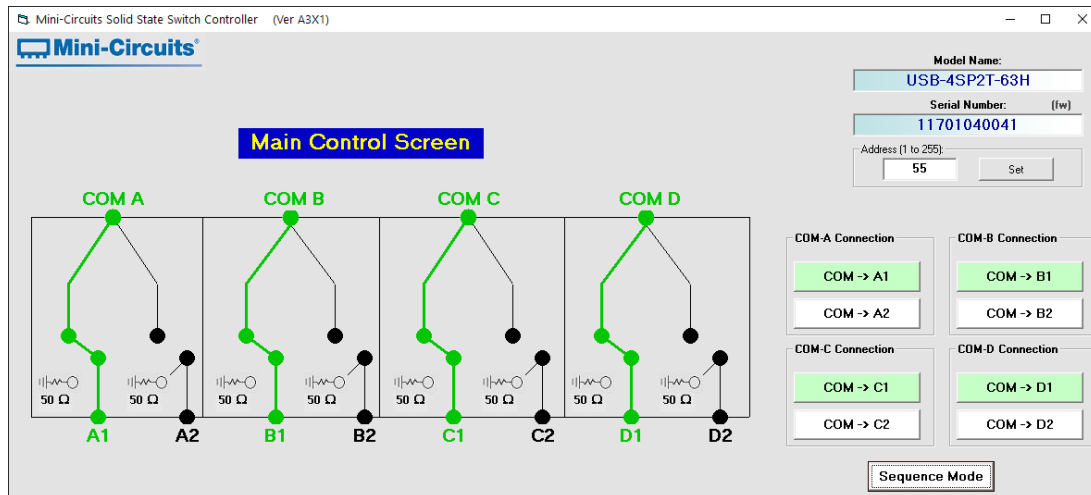 Mini-Circuits Solid State Switch Controller (Ver A3X1)
Mini-Circuits®
Model Name:
USB-4SP2T-63H
Serial Number: (fw)
11701040041
Address (1 to 255):
55 Set
Main Control Screen
COM A COM B COM C COM D
50 Ω 50 Ω 50 Ω 50 Ω 50 Ω 50 Ω 50 Ω 50 Ω
A1 A2 B1 B2 C1 C2 D1 D2
COM-A Connection COM-B Connection
COM -> A1 COM -> B1
COM -> A2 COM -> B2
COM-C Connection COM-D Connection
COM -> C1 COM -> D1
COM -> C2 COM -> D2
Sequence Mode